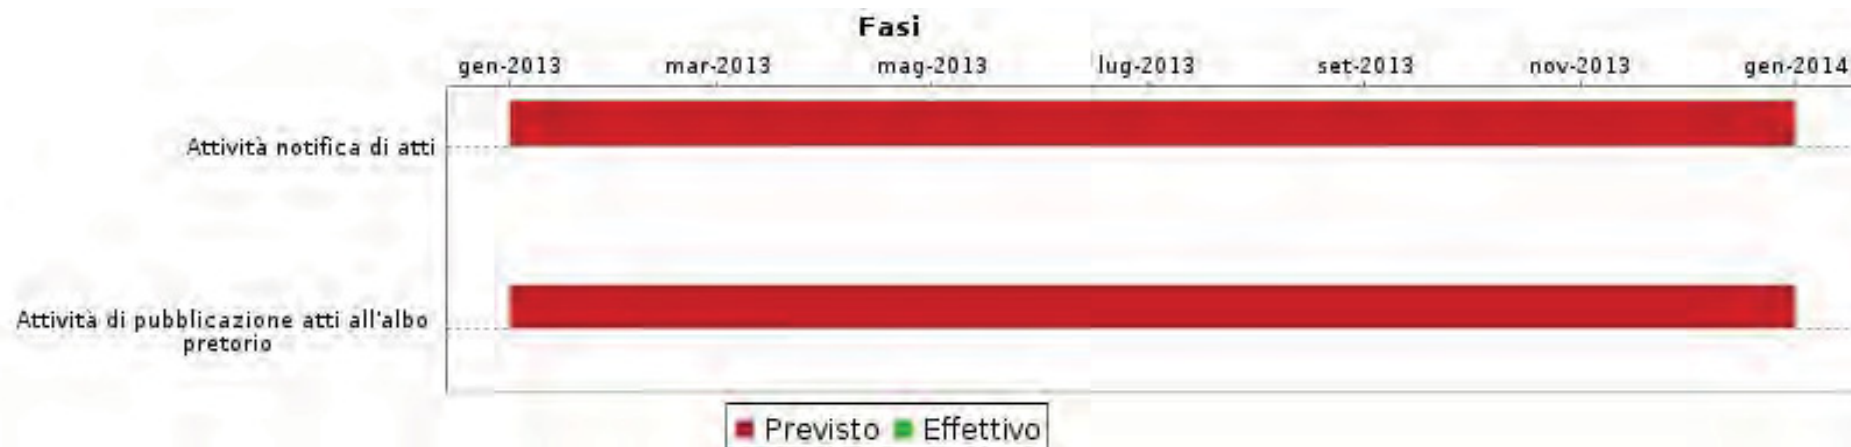 Fasi
gen-2013 mar-2013 mag-2013 lug-2013 set-2013 nov-2013 gen-2014
Attività notifica di atti
Attività di pubblicazione atti all'albo
pretorio
Previsto Effettivo